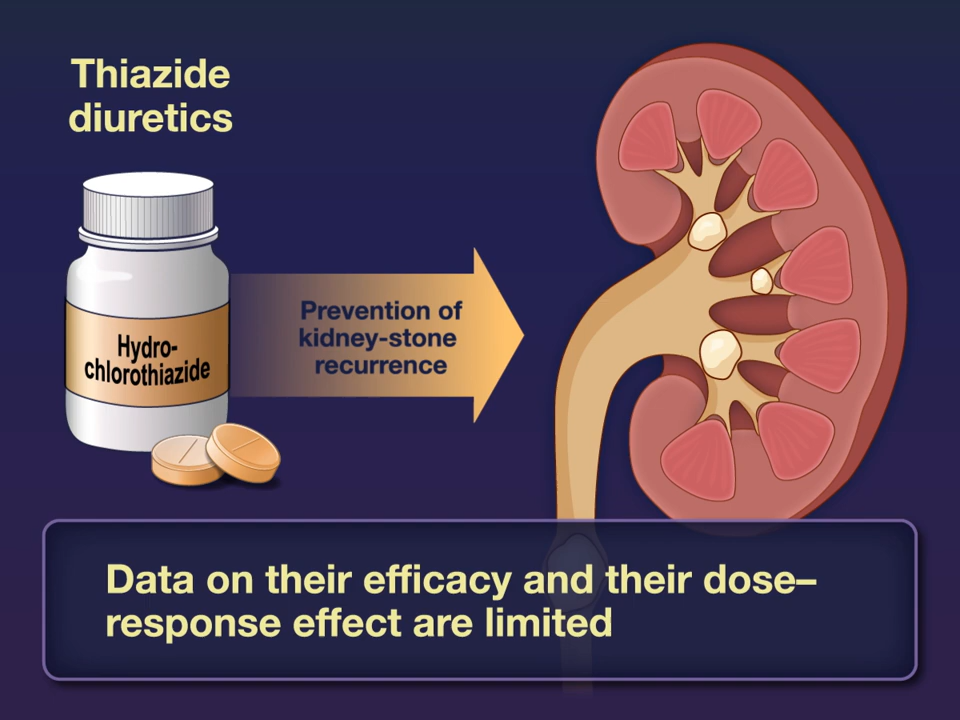 Thiazide
diuretics
Hydro-
chlorothiazide
Prevention of
kidney-stone
recurrence
Data on their efficacy and their dose–
response effect are limited